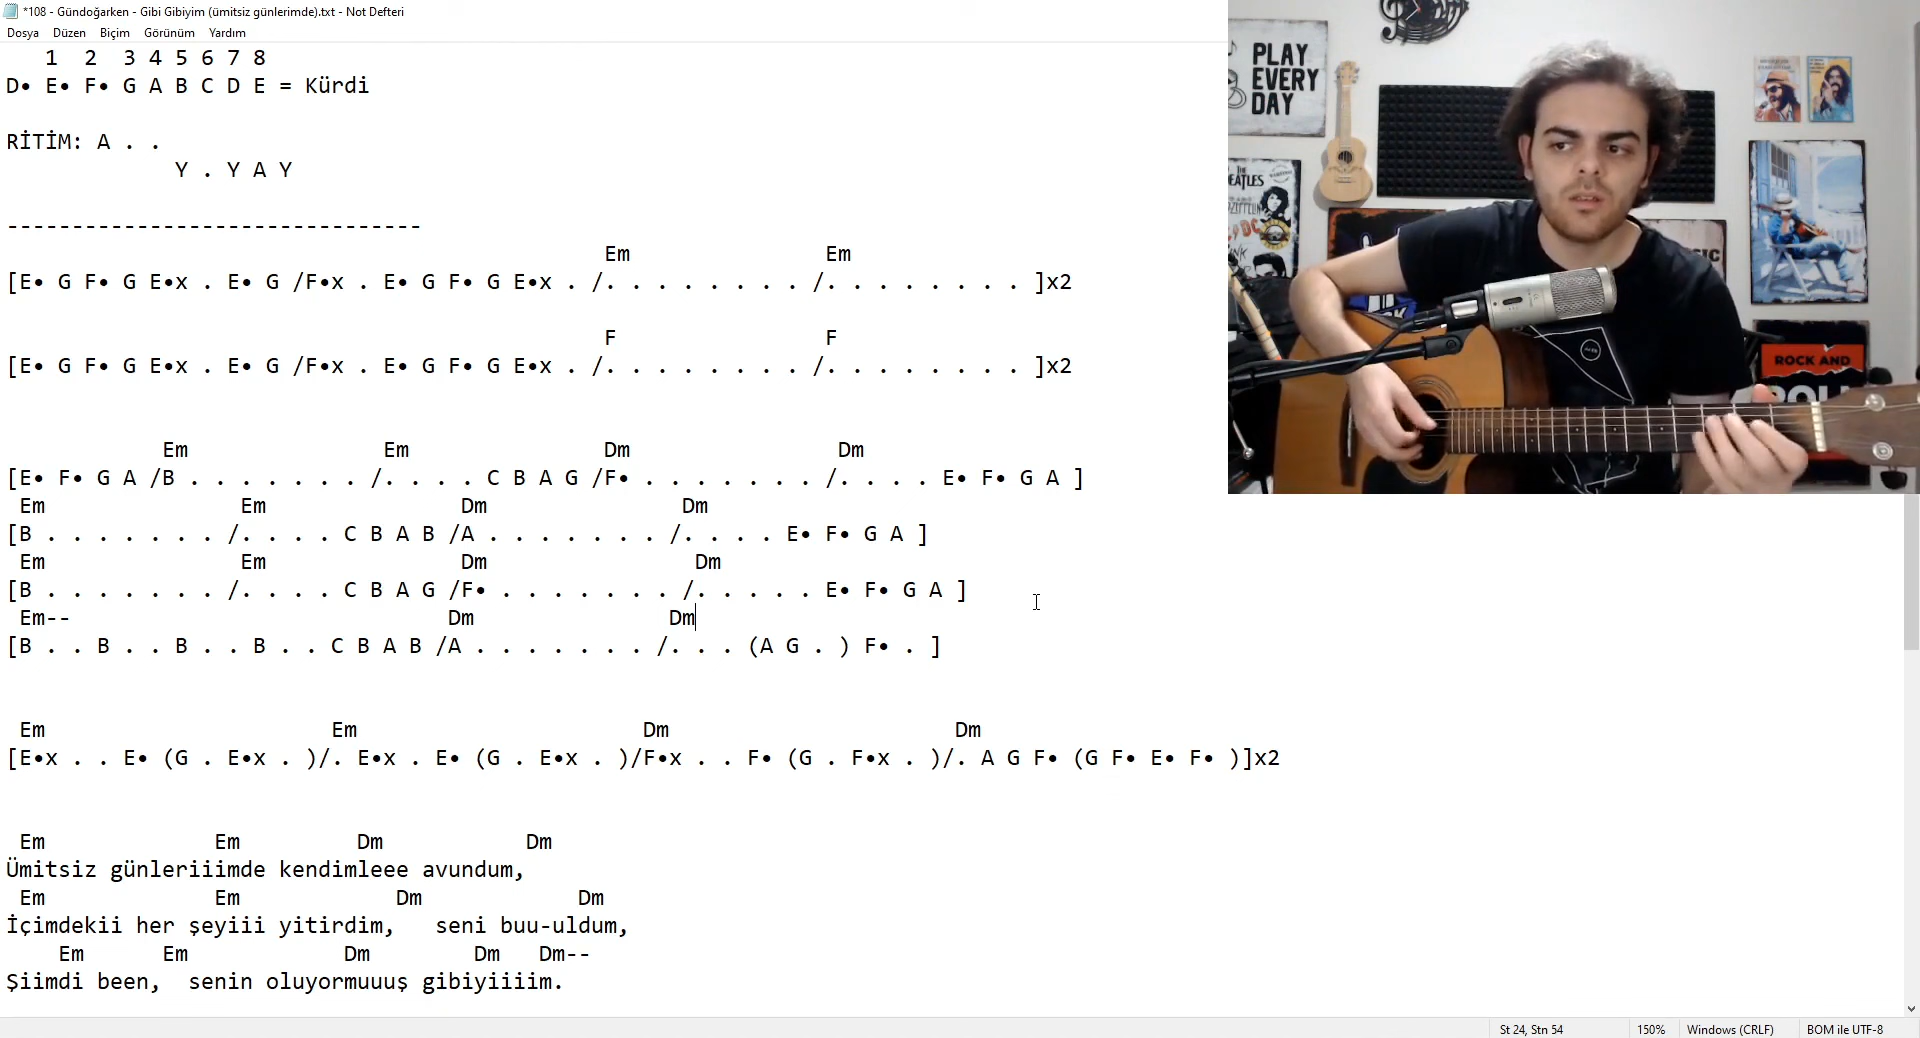 *108 - Gündoğarken - Gibi Gibiyim (ümitsiz günlerimde).txt - Not Defteri
Dosya Düzen Biçim Görünüm Yardım
1 2 3 4 5 6 7 8
D• E• F• G A B C D E = Kürdi
RİTİM: A . .
Y . Y A Y
--------------------------------
Em Em
[E• G F• G E•x . E• G /F•x . E• G F• G E•x . /. . . . . . . . /. . . . . . . . ]x2
F F
[E• G F• G E•x . E• G /F•x . E• G F• G E•x . /. . . . . . . . /. . . . . . . . ]x2
Em Em Dm Dm
[E• F• G A /B . . . . . . . /. . . . C B A G /F• . . . . . . . /. . . . E• F• G A ]
Em Em Dm Dm
[B . . . . . . . /. . . . C B A B /A . . . . . . . /. . . . E• F• G A ]
Em Em Dm Dm
[B . . . . . . . /. . . . C B A G /F• . . . . . . . /. . . . . E• F• G A ]
Em-- Dm Dm
[B . . B . . B . . B . . C B A B /A . . . . . . . /. . . (A G . ) F• . ]
Em Em Dm Dm
[E•x . . E• (G . E•x . )/. E•x . E• (G . E•x . )/F•x . . F• (G . F•x . )/. A G F• (G F• E• F• )]x2
Em Em Dm Dm
Ümitsiz günleriiimde kendimleee avundum,
Em Em Dm Dm
İçimdekii her şeyiii yitirdim, seni buu-uldum,
Em Em Dm Dm Dm--
Şiimdi been, senin oluyormuuuş gibiyiiiim.
St 24, Stn 54 150% Windows (CRLF) BOM ile UTF-8
PLAY
EVERY
DAY
BEATLES
ROCK AND